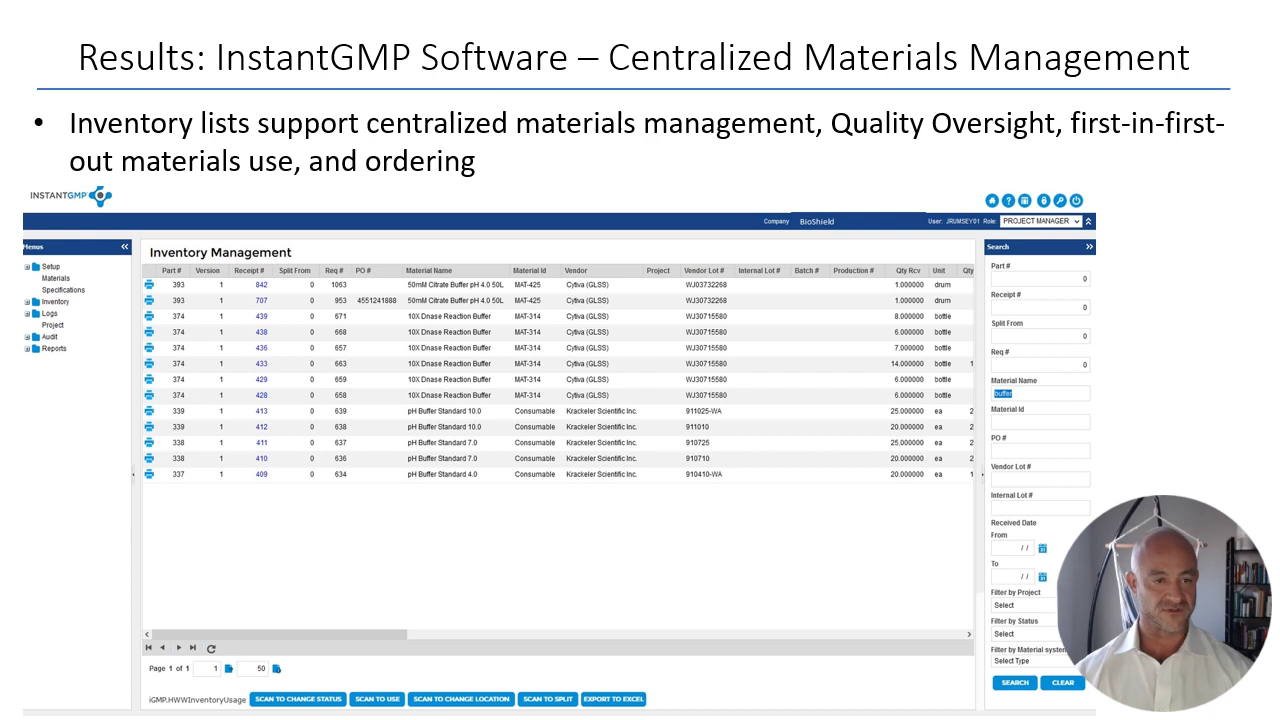 Results: InstantGMP Software – Centralized Materials Management
• Inventory lists support centralized materials management, Quality Oversight, first-in-first-
out materials use, and ordering
INSTANTGMP
Company BioShield User: JRUMSEY01 Role: PROJECT MANAGER
Menus
Setup
Materials
Specifications
Inventory
Logs
Project
Audit
Reports
Inventory Management
Part # Version Receipt # Split From Req # PO # Material Name Material Id Vendor Project Vendor Lot # Internal Lot # Batch # Production # Qty Rcv Unit Qty
393 1 842 0 1063 50mM Citrate Buffer pH 4.0 50L MAT-425 Cytiva (GLSS) WJ03732268 1.000000 drum
393 1 707 0 953 4551241888 50mM Citrate Buffer pH 4.0 50L MAT-425 Cytiva (GLSS) WJ03732268 1.000000 drum
374 1 439 0 671 10X Dnase Reaction Buffer MAT-314 Cytiva (GLSS) WJ30715580 8.000000 bottle
374 1 438 0 668 10X Dnase Reaction Buffer MAT-314 Cytiva (GLSS) WJ30715580 6.000000 bottle
374 1 436 0 657 10X Dnase Reaction Buffer MAT-314 Cytiva (GLSS) WJ30715580 7.000000 bottle
374 1 433 0 663 10X Dnase Reaction Buffer MAT-314 Cytiva (GLSS) WJ30715580 14.000000 bottle 1
374 1 429 0 659 10X Dnase Reaction Buffer MAT-314 Cytiva (GLSS) WJ30715580 6.000000 bottle
374 1 428 0 658 10X Dnase Reaction Buffer MAT-314 Cytiva (GLSS) WJ30715580 6.000000 bottle
339 1 413 0 639 pH Buffer Standard 10.0 Consumable Krackeler Scientific Inc. 911025-WA 25.000000 ea 2
339 1 412 0 638 pH Buffer Standard 10.0 Consumable Krackeler Scientific Inc. 911010 20.000000 ea 2
338 1 411 0 637 pH Buffer Standard 7.0 Consumable Krackeler Scientific Inc. 910725 25.000000 ea 2
338 1 410 0 636 pH Buffer Standard 7.0 Consumable Krackeler Scientific Inc. 910710 20.000000 ea 2
337 1 409 0 634 pH Buffer Standard 4.0 Consumable Krackeler Scientific Inc. 910410-WA 20.000000 ea 1
Page 1 of 1 1 50
iGMP.HWWInventoryUsage SCAN TO CHANGE STATUS SCAN TO USE SCAN TO CHANGE LOCATION SCAN TO SPLIT EXPORT TO EXCEL
Search
Part #
0
Receipt #
0
Split From
0
Req #
0
Material Name
buffer
Material Id
PO #
Vendor Lot #
Internal Lot #
Received Date
From
/ /
To
/ /
Filter by Project
Select
Filter by Status
Select
Filter by Material system
Select Type
SEARCH CLEAR